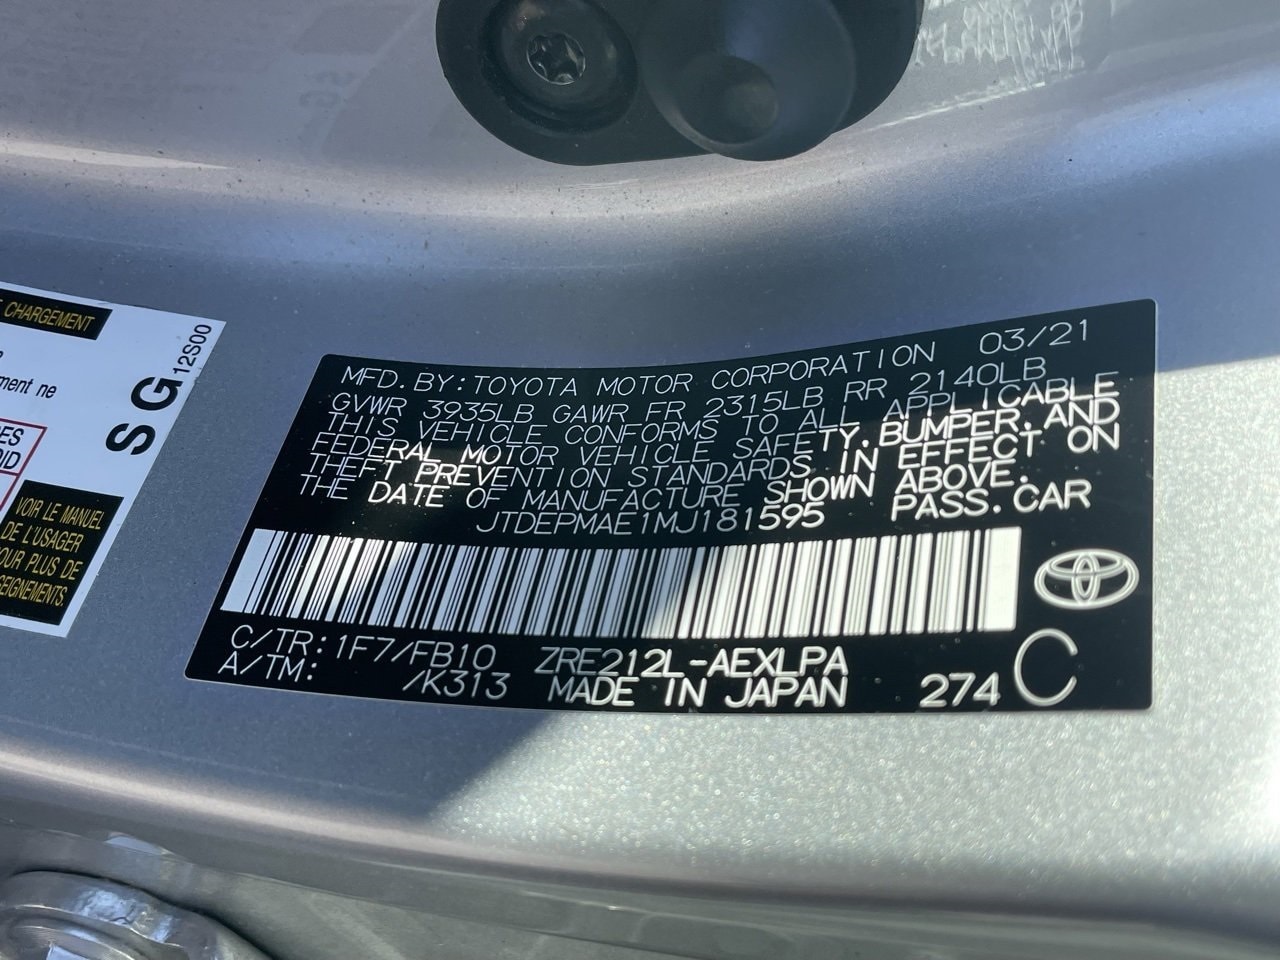 CHARGEMENT
ment ne
12S00
S G
VOIR LE MANUEL
DE L'USAGER
PLUS DE
MFD. BY: TOYOTA MOTOR CORPORATION 03/21
GVWR 3935LB GAWR FR 2315LB RR 2140LB
THIS VEHICLE CONFORMS TO ALL APPLICABLE
FEDERAL MOTOR VEHICLE SAFETY, BUMPER, AND
THEFT PREVENTION STANDARDS IN EFFECT ON
THE DATE OF MANUFACTURE SHOWN ABOVE.
JTDEPMAE1MJ181595 PASS. CAR
C/TR: 1F7/FB10 ZRE212L-AEXLPA
A/TM: /K313 MADE IN JAPAN 274 C